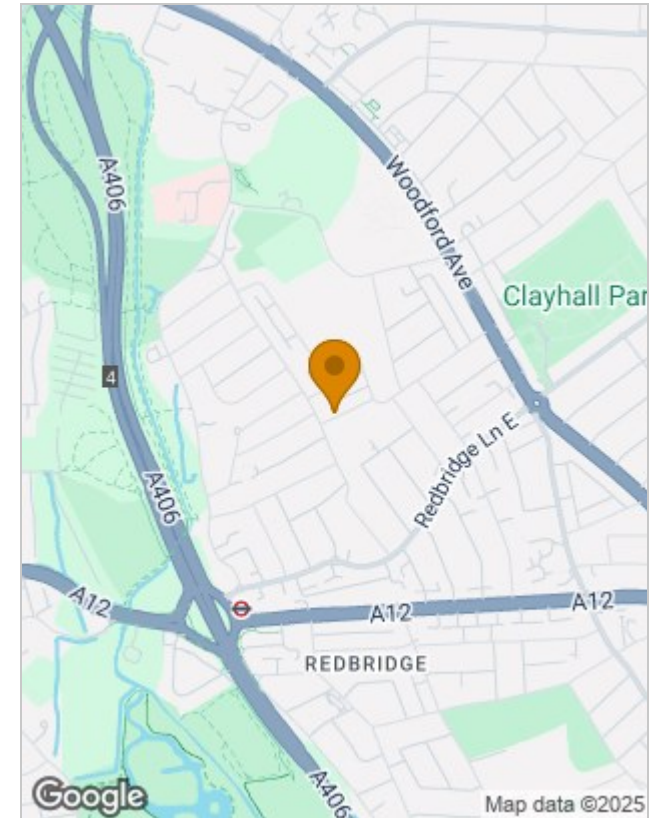 A406
Woodford Ave
Clayhall Par
4
A406
Redbridge Ln E
A12
A12
A12
REDBRIDGE
A406
Google
Map data ©2025